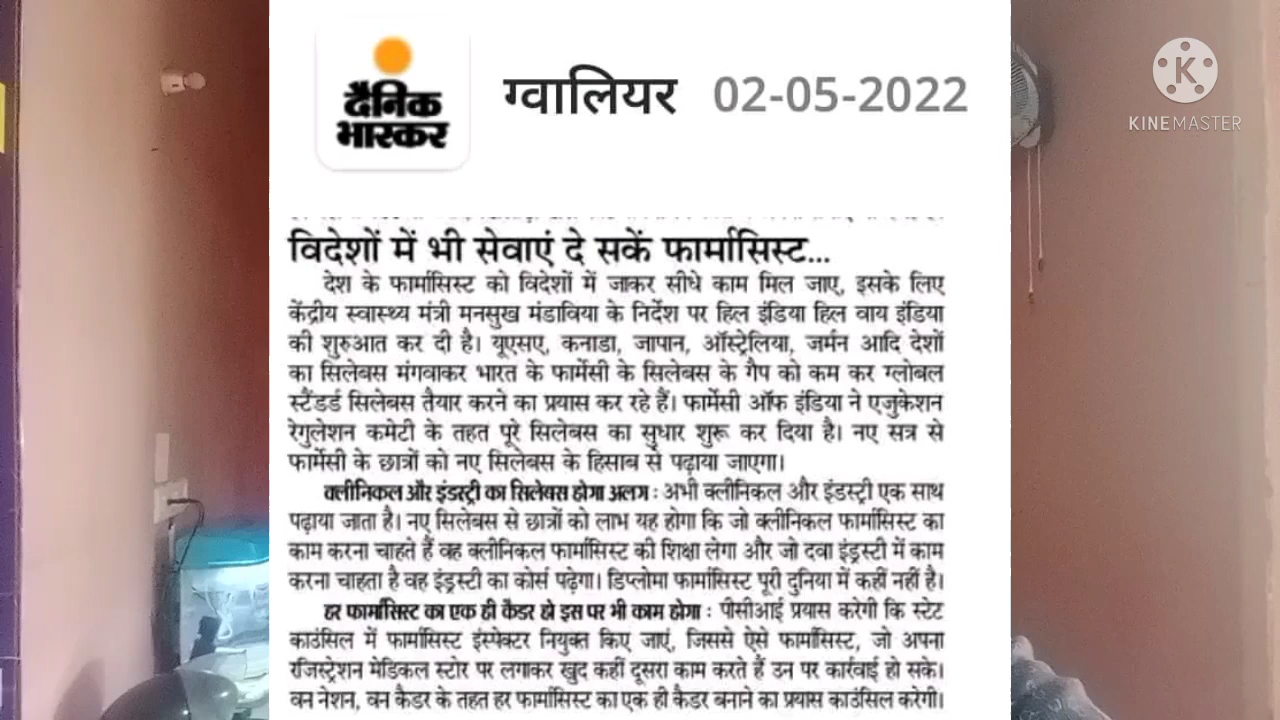 दैनिक
भास्कर
ग्वालियर 02-05-2022
KINEMASTER
विदेशों में भी सेवाएं दे सकें फार्मासिस्ट...
देश के फार्मासिस्ट को विदेशों में जाकर सीधे काम मिल जाए, इसके लिए
केंद्रीय स्वास्थ्य मंत्री मनसुख मंडाविया के निर्देश पर हिल इंडिया हिल वाय इंडिया
की शुरुआत कर दी है। यूएसए, कनाडा, जापान, ऑस्ट्रेलिया, जर्मन आदि देशों
का सिलेबस मंगवाकर भारत के फार्मेसी के सिलेबस के गैप को कम कर ग्लोबल
स्टैंडर्ड सिलेबस तैयार करने का प्रयास कर रहे हैं। फार्मेसी ऑफ इंडिया ने एजुकेशन
रेगुलेशन कमेटी के तहत पूरे सिलेबस का सुधार शुरू कर दिया है। नए सत्र से
फार्मेसी के छात्रों को नए सिलेबस के हिसाब से पढ़ाया जाएगा।
क्लीनिकल और इंडस्ट्री का सिलेबस होगा अलग : अभी क्लीनिकल और इंडस्ट्री एक साथ
पढ़ाया जाता है। नए सिलेबस से छात्रों को लाभ यह होगा कि जो क्लीनिकल फार्मासिस्ट का
काम करना चाहते हैं वह क्लीनिकल फार्मासिस्ट की शिक्षा लेगा और जो दवा इंड्रस्टी में काम
करना चाहता है वह इंड्रस्टी का कोर्स पढ़ेगा। डिप्लोमा फार्मासिस्ट पूरी दुनिया में कहीं नहीं है।
हर फार्मासिस्ट का एक ही कैडर हो इस पर भी काम होगा : पीसीआई प्रयास करेगी कि स्टेट
काउंसिल में फार्मासिस्ट इंस्पेक्टर नियुक्त किए जाएं, जिससे ऐसे फार्मासिस्ट, जो अपना
रजिस्ट्रेशन मेडिकल स्टोर पर लगाकर खुद कहीं दूसरा काम करते हैं उन पर कार्रवाई हो सके।
वन नेशन, वन कैडर के तहत हर फार्मासिस्ट का एक ही कैडर बनाने का प्रयास काउंसिल करेगी।